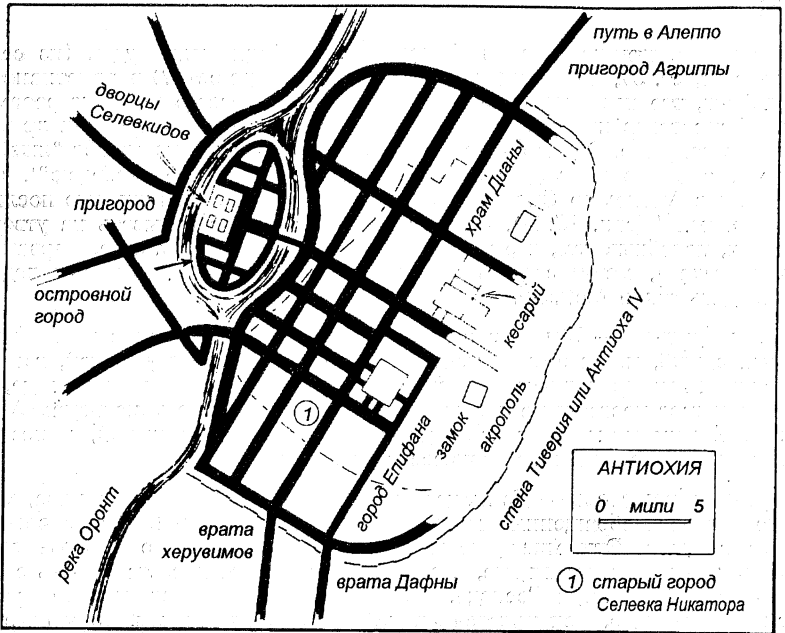 путь в Алеппо
пригород Агриппы
дворцы
Селевкидов
храм Дианы
пригород
островной
город
кесарий
стена Тиверия или Антиоха IV
1
замок
акрополь
город Епифана
АНТИОХИЯ
0 мили 5
река Оронт
врата
херувимов
врата Дафны
1 старый город
Селевка Никатора